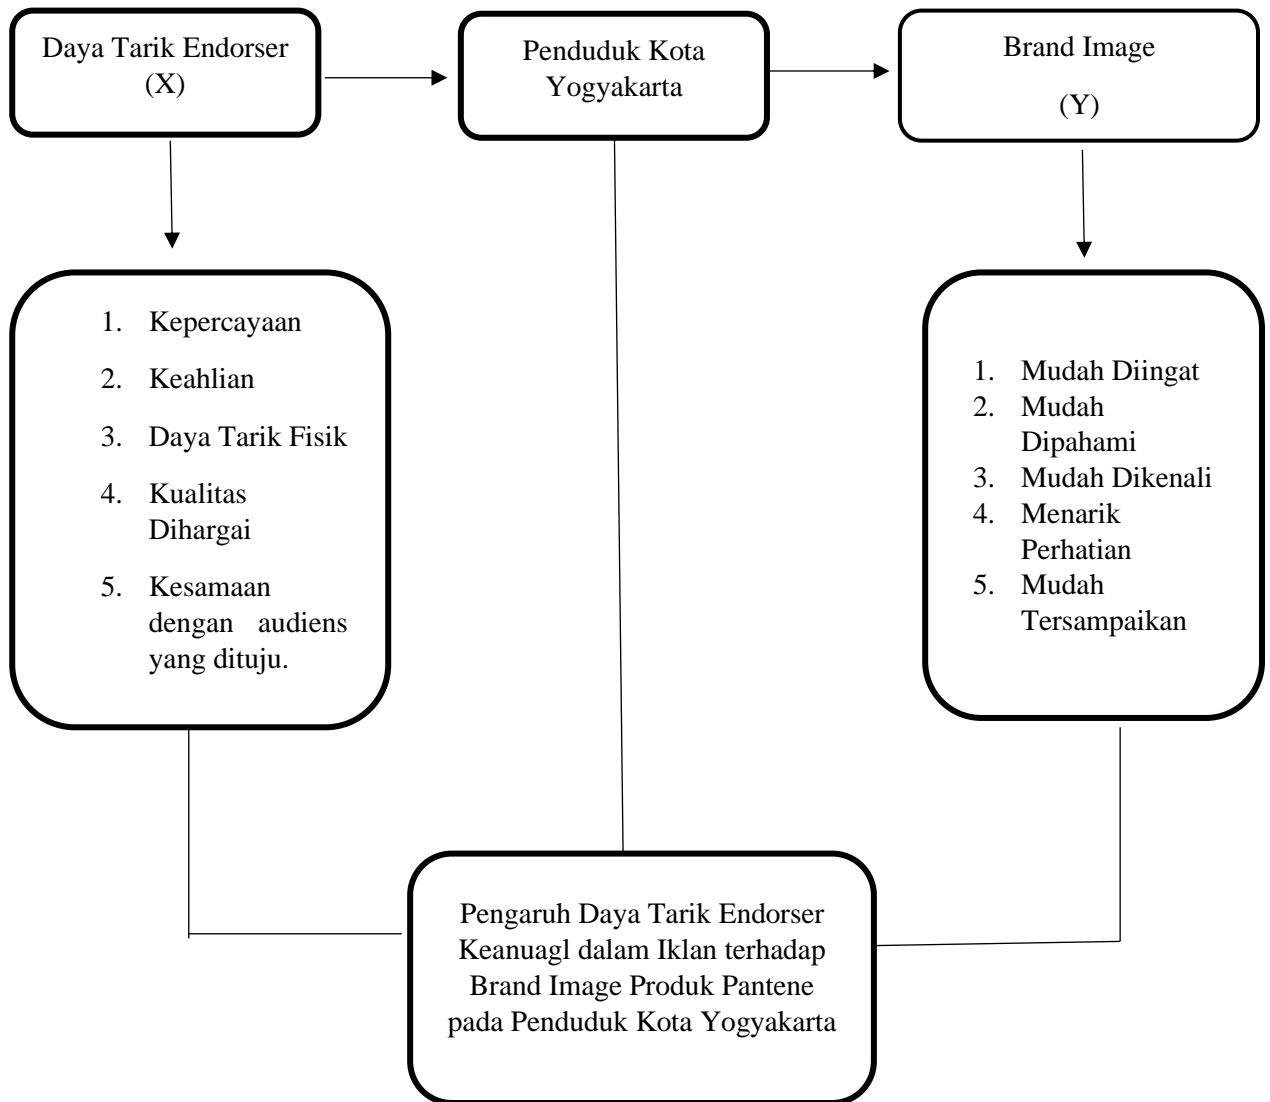 Daya Tarik Endorser
(X)
Penduduk Kota
Yogyakarta
Brand Image
(Y)
1. Kepercayaan
2. Keahlian
3. Daya Tarik Fisik
4. Kualitas
Dihargai
5. Kesamaan
dengan audiens
yang dituju.
1. Mudah Diingat
2. Mudah
Dipahami
3. Mudah Dikenali
4. Menarik
Perhatian
5. Mudah
Tersampaikan
Pengaruh Daya Tarik Endorser
Keanuagl dalam Iklan terhadap
Brand Image Produk Pantene
pada Penduduk Kota Yogyakarta